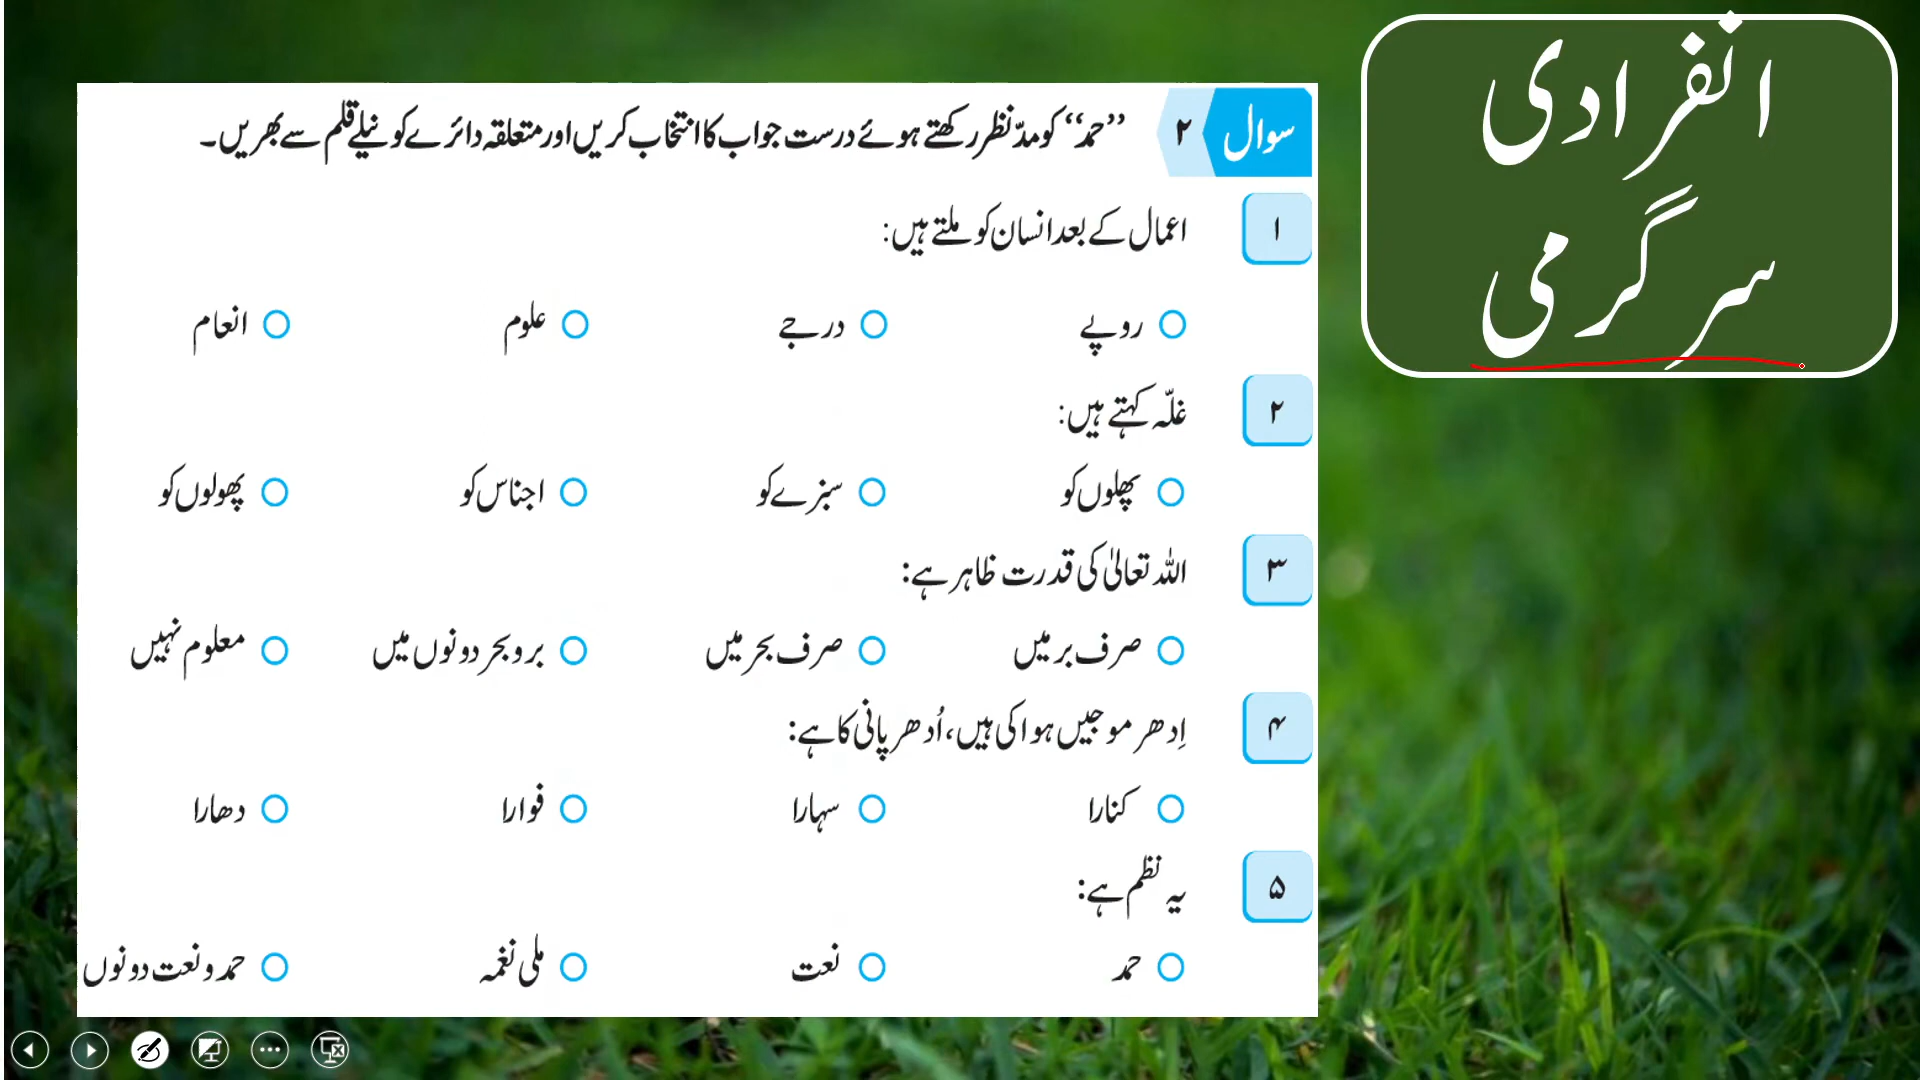 انفرادی
سرگرمی
سوال ۲ ”حمد“ کو مدّنظر رکھتے ہوئے درست جواب کا انتخاب کریں اور متعلقہ دائرے کو نیلے قلم سے بھریں۔
۱ اعمال کے بعد انسان کو ملتے ہیں:
روپے درجے علوم انعام
۲ غلّہ کہتے ہیں:
پھلوں کو سبزے کو اجناس کو پھولوں کو
۳ اللہ تعالیٰ کی قدرت ظاہر ہے:
صرف بر میں صرف بحر میں بر و بحر دونوں میں معلوم نہیں
۴ اِدھر موجیں ہوا کی ہیں، اُدھر پانی کا ہے:
کنارا سہارا فوارا دھارا
۵ یہ نظم ہے:
حمد نعت ملی نغمہ حمد و نعت دونوں